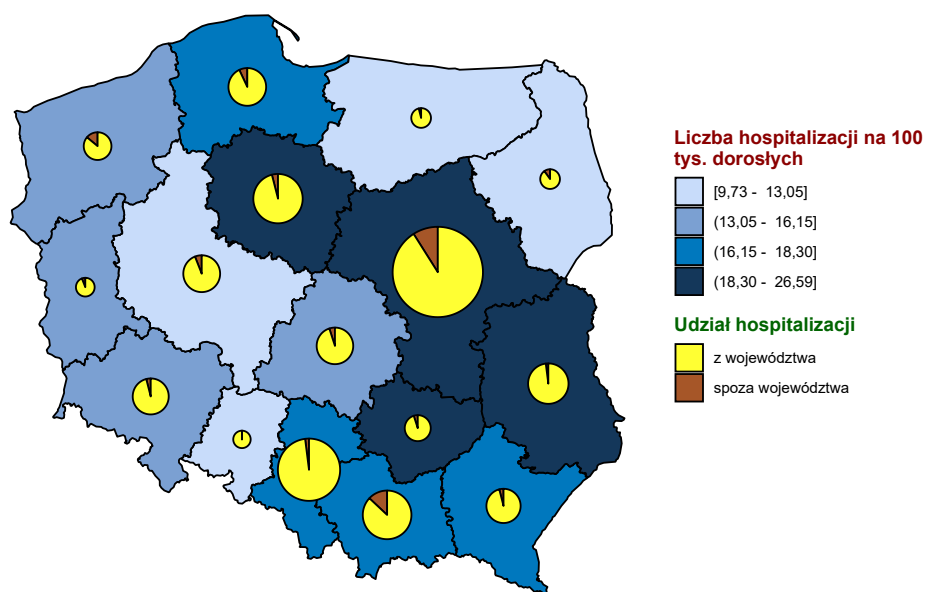 Liczba hospitalizacji na 100
tys. dorosłych
[9,73 - 13,05]
(13,05 - 16,15]
(16,15 - 18,30]
(18,30 - 26,59]
Udział hospitalizacji
z województwa
spoza województwa